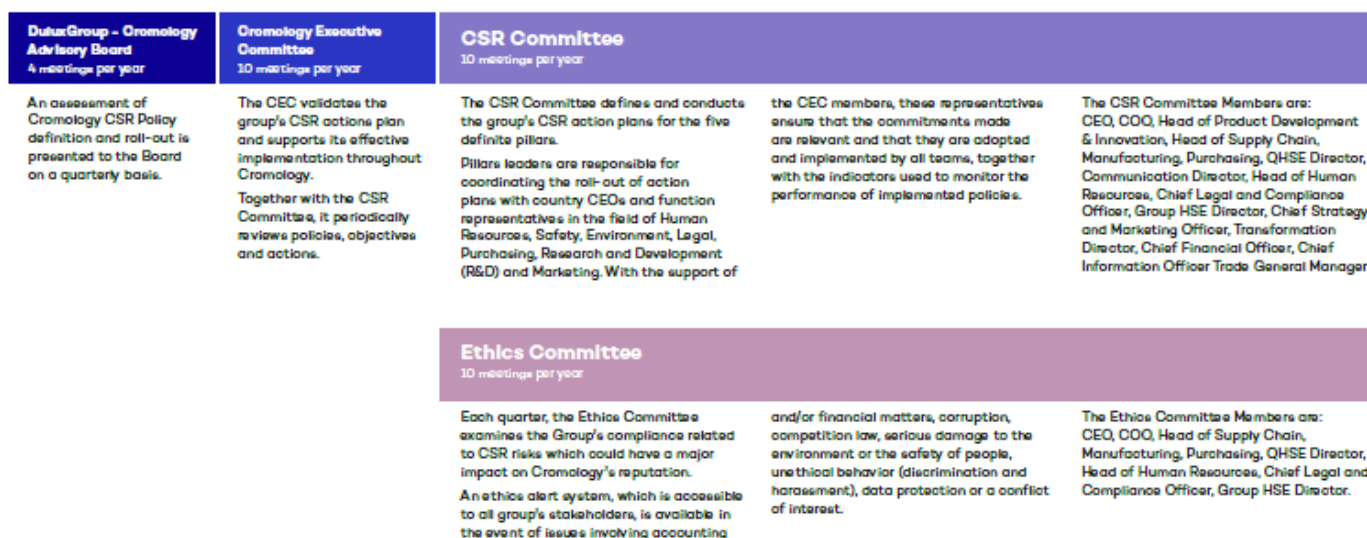 DuluxGroup - Cromology
Advisory Board
4 meetings per year
An assessment of
Cromology CSR Policy
definition and roll-out is
presented to the Board
on a quarterly basis.
Cromology Executive
Committee
10 meetings per year
The CEC validates the
group's CSR actions plan
and supports its effective
implementation throughout
Cromology.
Together with the CSR
Committee, it periodically
reviews policies, objectives
and actions.
CSR Committee
10 meetings per year
The CSR Committee defines and conducts
the group's CSR action plans for the five
definite pillars.
Pillars leaders are responsible for
coordinating the roll-out of action
plans with country CEOs and function
representatives in the field of Human
Resources, Safety, Environment, Legal,
Purchasing, Research and Development
(R&D) and Marketing. With the support of
the CEC members, these representatives
ensure that the commitments made
are relevant and that they are adopted
and implemented by all teams, together
with the indicators used to monitor the
performance of implemented policies.
The CSR Committee Members are:
CEO, COO, Head of Product Development
& Innovation, Head of Supply Chain,
Manufacturing, Purchasing, QHSE Director,
Communication Director, Head of Human
Resources, Chief Legal and Compliance
Officer, Group HSE Director, Chief Strategy
and Marketing Officer, Transformation
Director, Chief Financial Officer, Chief
Information Officer Trade General Manager
Ethics Committee
10 meetings per year
Each quarter, the Ethics Committee
examines the Group's compliance related
to CSR risks which could have a major
impact on Cromology's reputation.
An ethics alert system, which is accessible
to all group's stakeholders, is available in
the event of issues involving accounting
and/or financial matters, corruption,
competition law, serious damage to the
environment or the safety of people,
unethical behavior (discrimination and
harassment), data protection or a conflict
of interest.
The Ethics Committee Members are:
CEO, COO, Head of Supply Chain,
Manufacturing, Purchasing, QHSE Director,
Head of Human Resources, Chief Legal and
Compliance Officer, Group HSE Director.